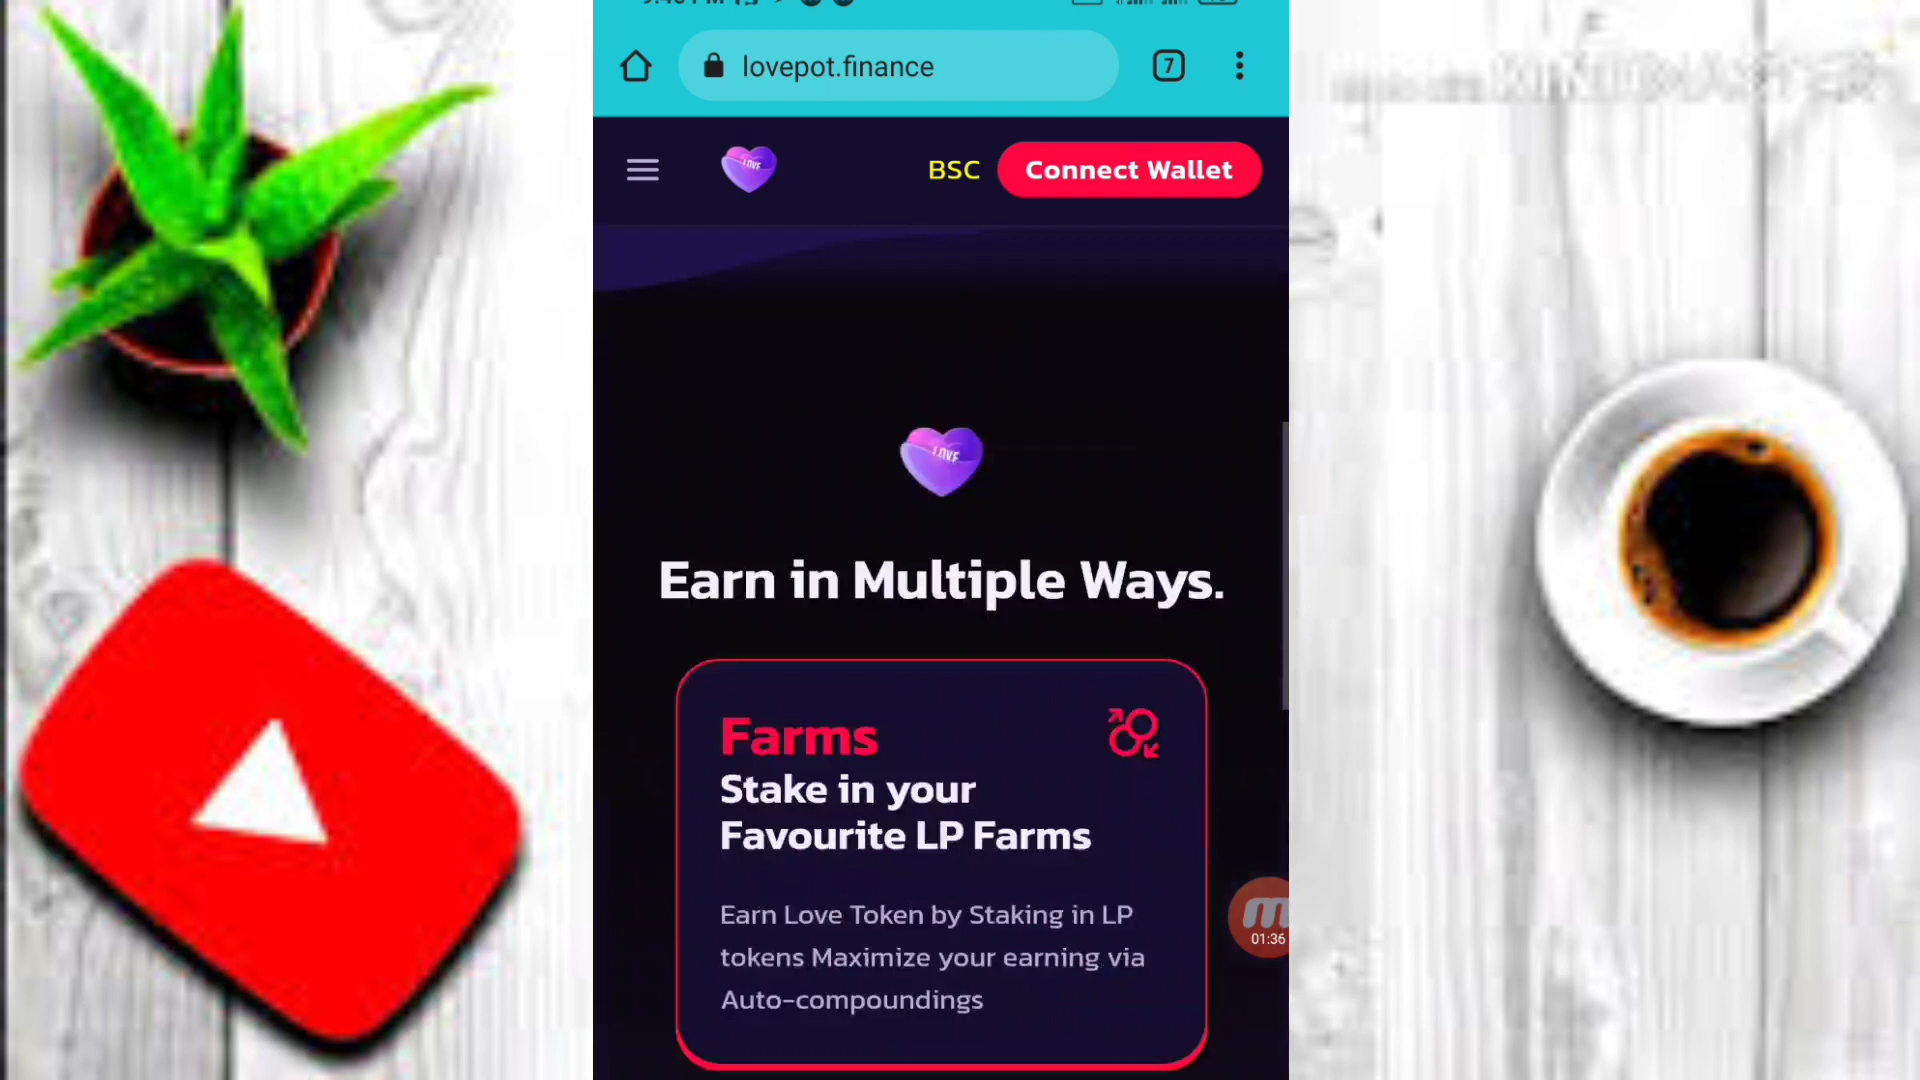 lovepot.finance
7
LOVE
BSC
Connect Wallet
LOVE
Earn in Multiple Ways.
Farms
Stake in your
Favourite LP Farms
Earn Love Token by Staking in LP
tokens Maximize your earning via
Auto-compoundings
01:36